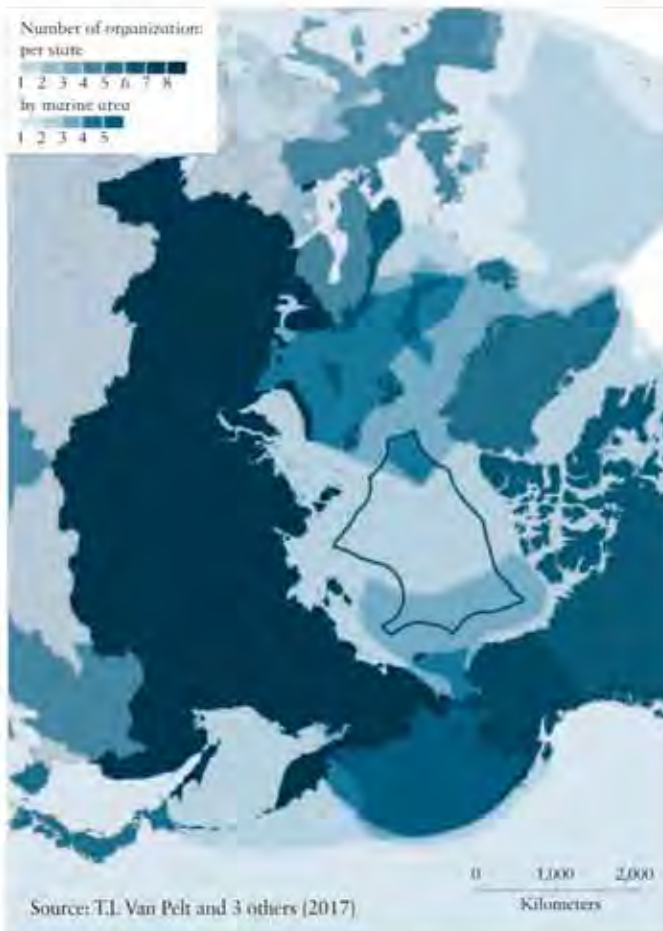 Number of organization:
per state
1 2 3 4 5 6 7 8
by marine area
1 2 3 4 5
0 1,000 2,000
Kilometers
Source: T.I. Van Pelt and 3 others (2017)